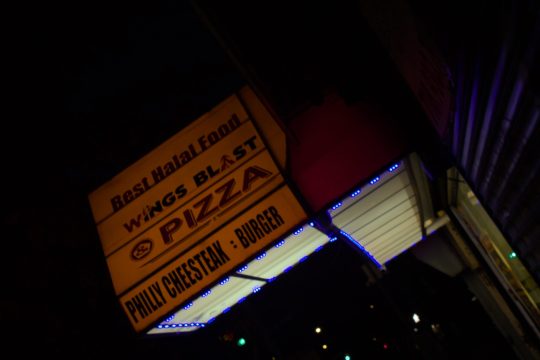 Best Halal Food
WINGS BLAST
PIZZA
PHILLY CHEESTEAK : BURGER